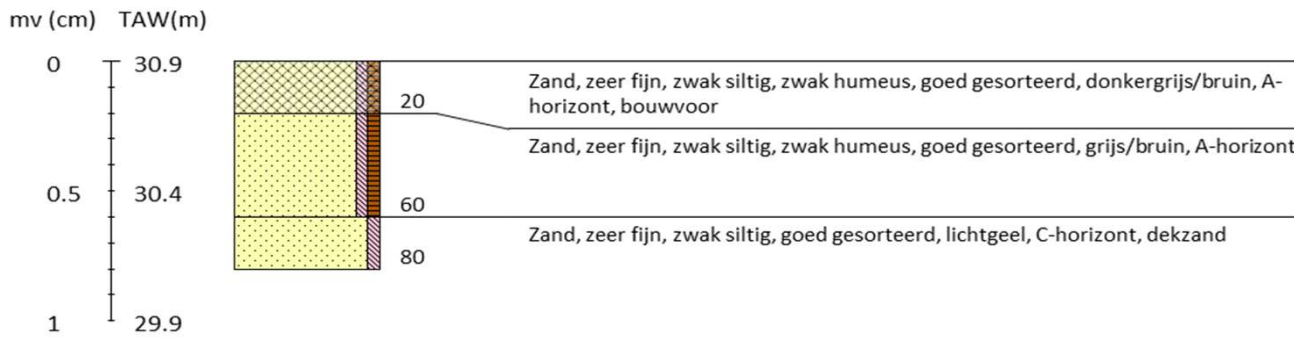 mv (cm) TAW(m)
0 30.9
Zand, zeer fijn, zwak siltig, zwak humeus, goed gesorteerd, donkergrijs/bruin, A-
20
horizont, bouwvoor
Zand, zeer fijn, zwak siltig, zwak humeus, goed gesorteerd, grijs/bruin, A-horizont
0.5 30.4
60
Zand, zeer fijn, zwak siltig, goed gesorteerd, lichtgeel, C-horizont, dekzand
80
1 29.9